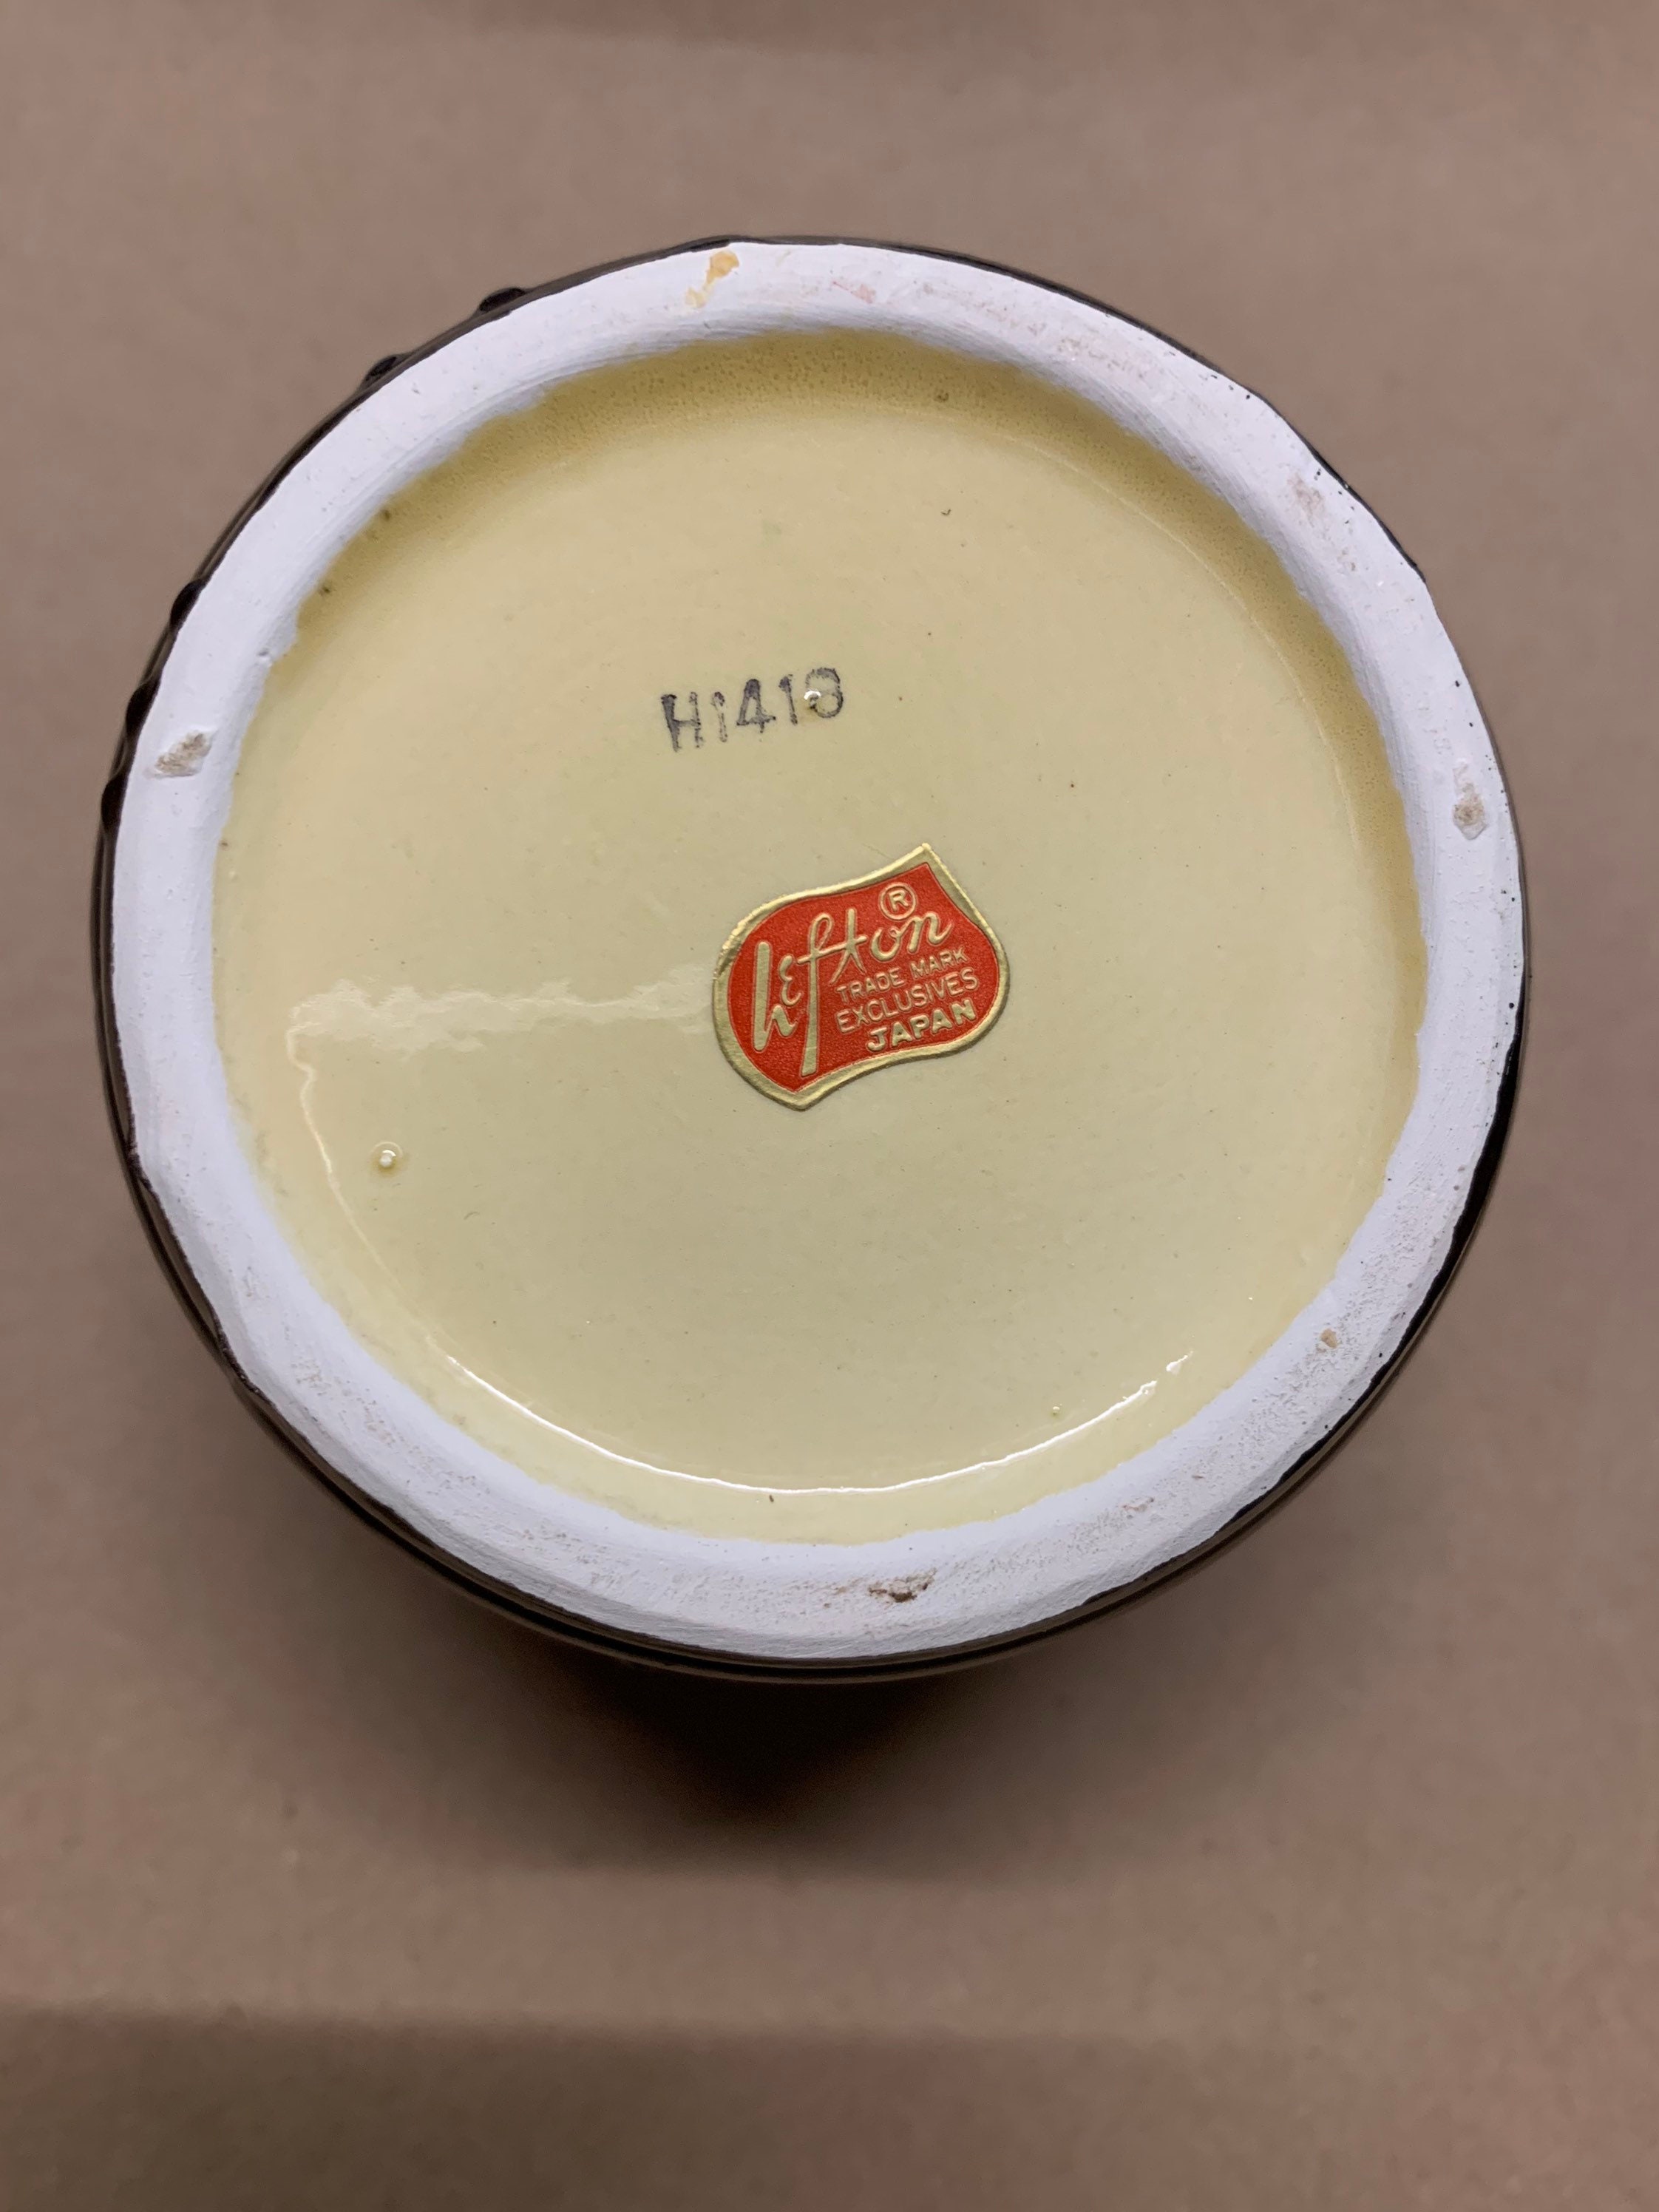 H1418
Lefton ®
TRADE MARK
EXCLUSIVES
JAPAN